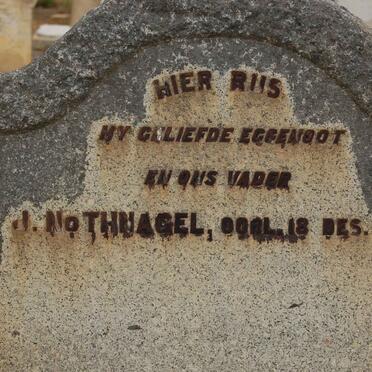 HIER RUS
MY GELIEFDE EGGENOOT
EN ONS VADER
J. NOTHNAGEL, OORL. 18 DES.